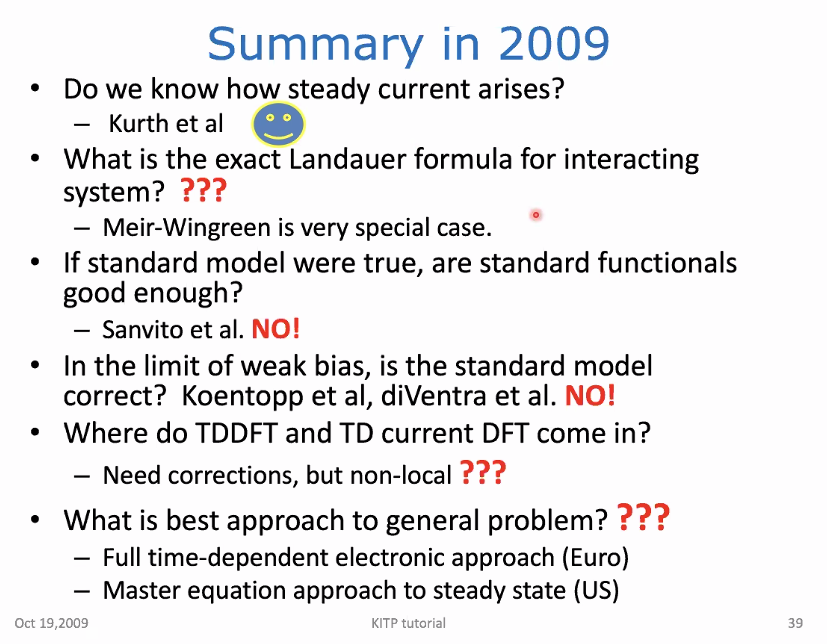 Summary in 2009
• Do we know how steady current arises?
– Kurth et al
• What is the exact Landauer formula for interacting
system? ???
– Meir-Wingreen is very special case.
• If standard model were true, are standard functionals
good enough?
– Sanvito et al. NO!
• In the limit of weak bias, is the standard model
correct? Koentopp et al, diVentra et al. NO!
• Where do TDDFT and TD current DFT come in?
– Need corrections, but non-local ???
• What is best approach to general problem? ???
– Full time-dependent electronic approach (Euro)
– Master equation approach to steady state (US)
Oct 19,2009 KITP tutorial 39